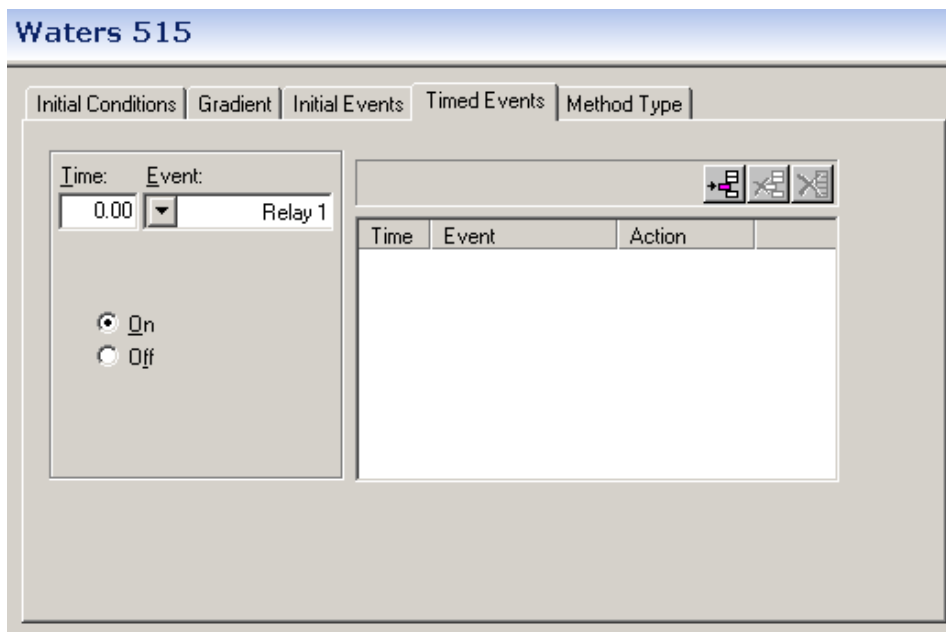 Waters 515
Initial Conditions Gradient Initial Events Timed Events Method Type
Time: Event:
0.00 Relay 1
Time Event Action
On
Off